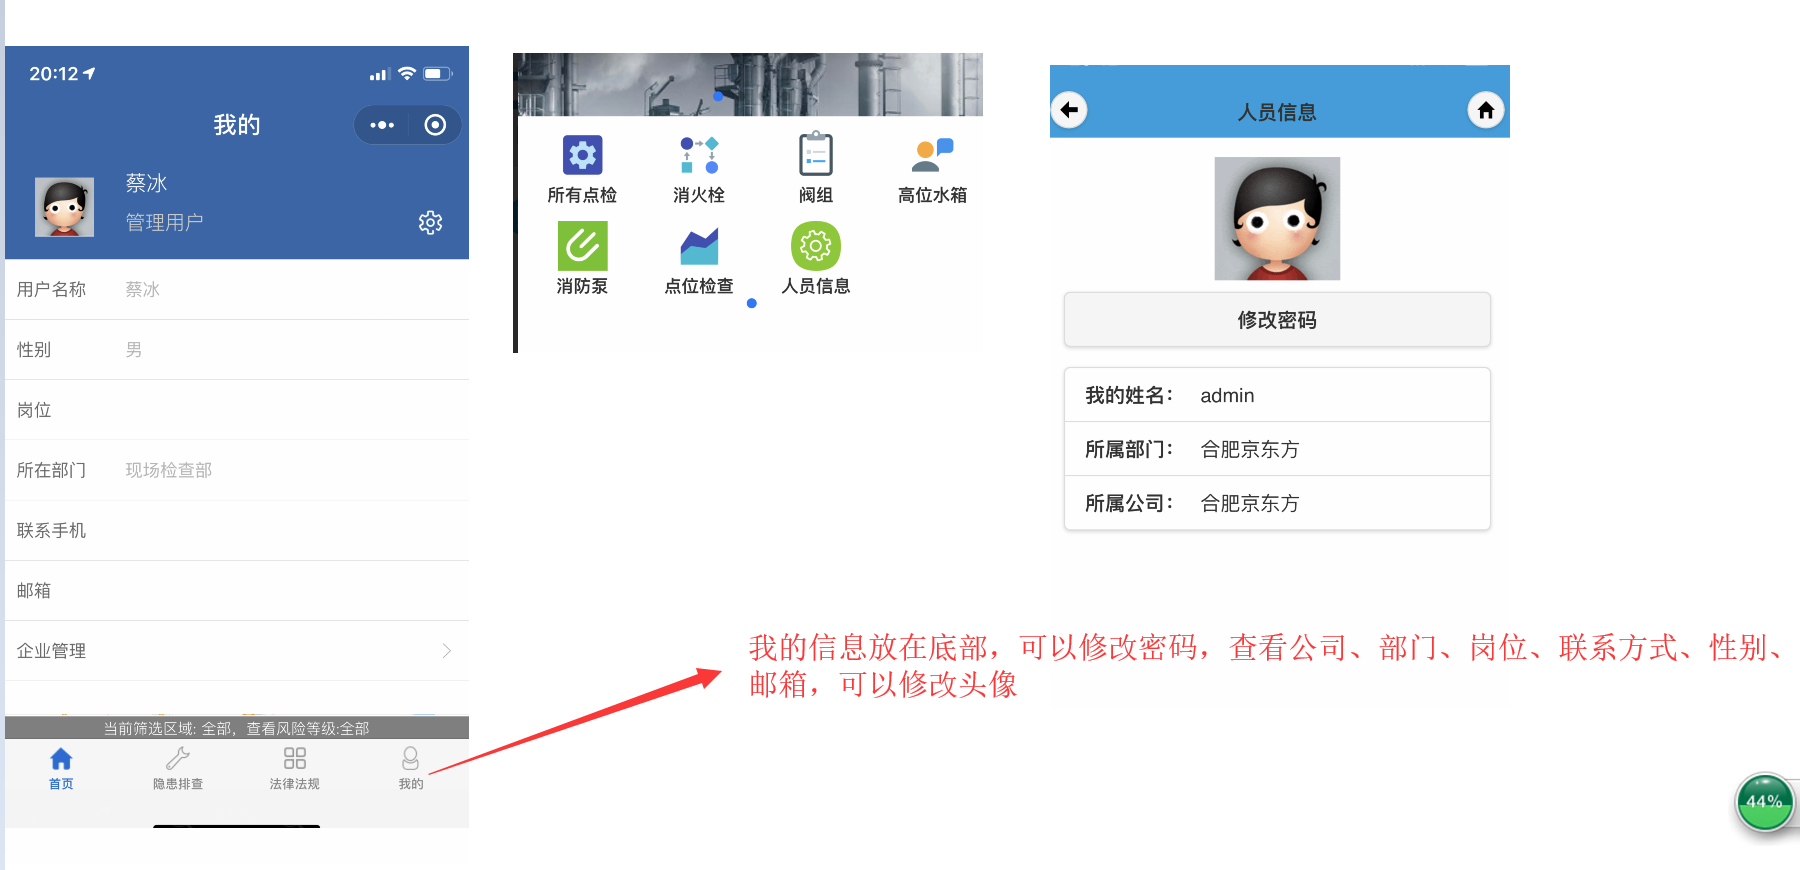 20:12
我的
蔡冰
管理用户
用户名称 蔡冰
性别 男
岗位
所在部门 现场检查部
联系手机
邮箱
企业管理
当前筛选区域: 全部, 查看风险等级:全部
首页 隐患排查 法律法规 我的
所有点检 消火栓 阀组 高位水箱
消防泵 点位检查 人员信息
人员信息
修改密码
我的姓名： admin
所属部门： 合肥京东方
所属公司： 合肥京东方
我的信息放在底部，可以修改密码，查看公司、部门、岗位、联系方式、性别、
邮箱，可以修改头像
44%